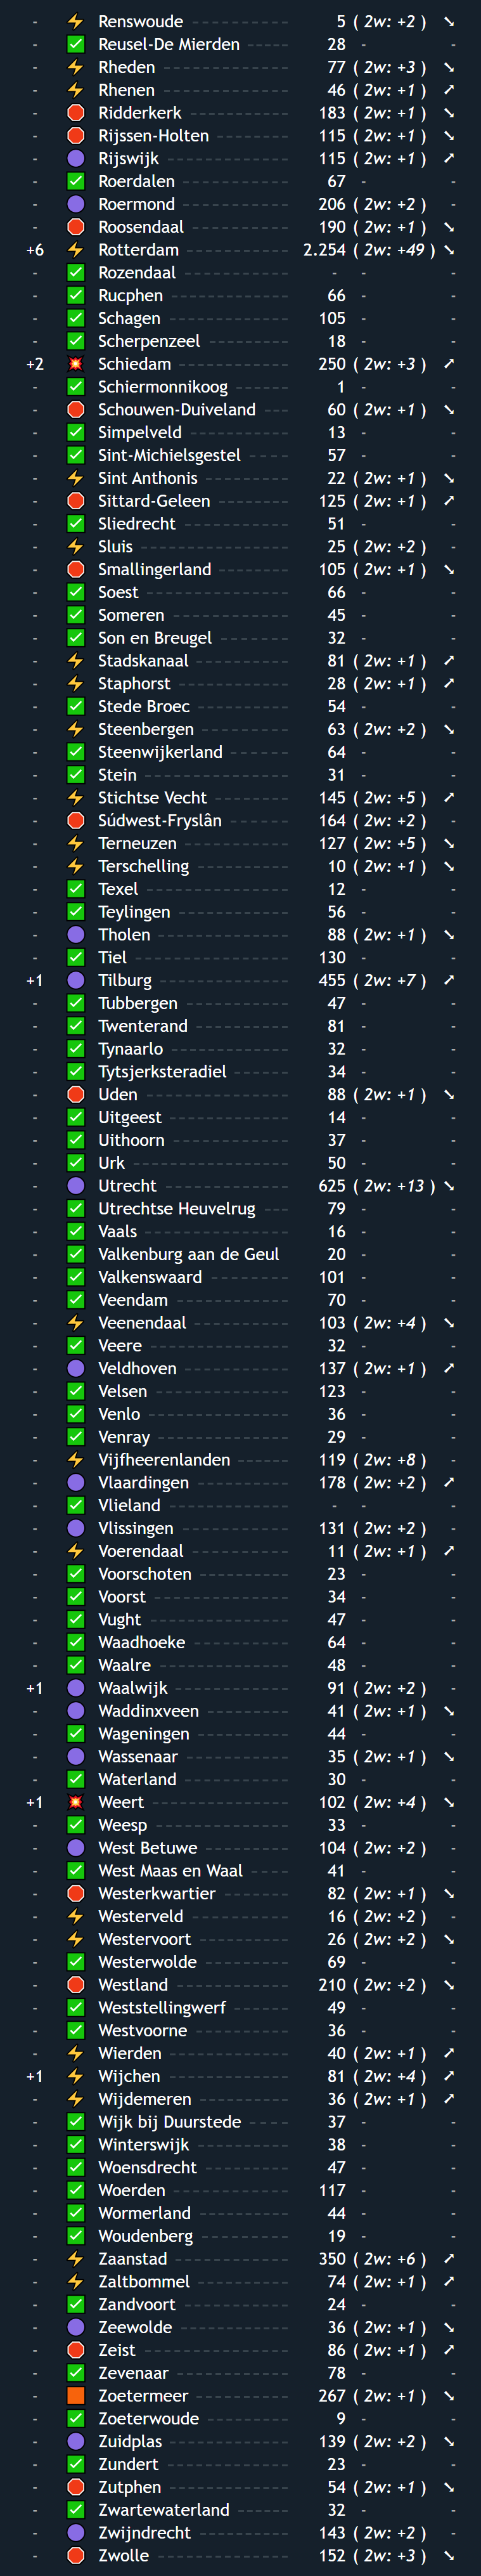 - ⚡ Renswoude 5 ( 2w: +2 ) ↘
- ✅ Reusel-De Mierden 28 - -
- ⚡ Rheden 77 ( 2w: +3 ) ↘
- ⚡ Rhenen 46 ( 2w: +1 ) ↗
- 🛑 Ridderkerk 183 ( 2w: +1 ) ↘
- 🛑 Rijssen-Holten 115 ( 2w: +1 ) ↘
- 🟣 Rijswijk 115 ( 2w: +1 ) ↗
- ✅ Roerdalen 67 - -
- 🟣 Roermond 206 ( 2w: +2 ) -
- 🛑 Roosendaal 190 ( 2w: +1 ) ↘
+6 ⚡ Rotterdam 2.254 ( 2w: +49 ) ↘
- ✅ Rozendaal - - -
- ✅ Rucphen 66 - -
- ✅ Schagen 105 - -
- ✅ Scherpenzeel 18 - -
+2 💥 Schiedam 250 ( 2w: +3 ) ↗
- ✅ Schiermonnikoog 1 - -
- 🛑 Schouwen-Duiveland 60 ( 2w: +1 ) ↘
- ✅ Simpelveld 13 - -
- ✅ Sint-Michielsgestel 57 - -
- ⚡ Sint Anthonis 22 ( 2w: +1 ) ↘
- 🛑 Sittard-Geleen 125 ( 2w: +1 ) ↗
- ✅ Sliedrecht 51 - -
- ⚡ Sluis 25 ( 2w: +2 ) -
- 🛑 Smallingerland 105 ( 2w: +1 ) ↘
- ✅ Soest 66 - -
- ✅ Someren 45 - -
- ✅ Son en Breugel 32 - -
- ⚡ Stadskanaal 81 ( 2w: +1 ) ↗
- ⚡ Staphorst 28 ( 2w: +1 ) ↗
- ✅ Stede Broec 54 - -
- ⚡ Steenbergen 63 ( 2w: +2 ) ↘
- ✅ Steenwijkerland 64 - -
- ✅ Stein 31 - -
- ⚡ Stichtse Vecht 145 ( 2w: +5 ) ↗
- 🛑 Súdwest-Fryslân 164 ( 2w: +2 ) -
- ⚡ Terneuzen 127 ( 2w: +5 ) ↘
- ⚡ Terschelling 10 ( 2w: +1 ) ↘
- ✅ Texel 12 - -
- ✅ Teylingen 56 - -
- 🟣 Tholen 88 ( 2w: +1 ) ↘
- ✅ Tiel 130 - -
+1 🟣 Tilburg 455 ( 2w: +7 ) ↗
- ✅ Tubbergen 47 - -
- ✅ Twenterand 81 - -
- ✅ Tynaarlo 32 - -
- ✅ Tytsjerksteradiel 34 - -
- 🛑 Uden 88 ( 2w: +1 ) ↘
- ✅ Uitgeest 14 - -
- ✅ Uithoorn 37 - -
- ✅ Urk 50 - -
- 🟣 Utrecht 625 ( 2w: +13 ) ↘
- ✅ Utrechtse Heuvelrug 79 - -
- ✅ Vaals 16 - -
- ✅ Valkenburg aan de Geul 20 - -
- ✅ Valkenswaard 101 - -
- ✅ Veendam 70 - -
- ⚡ Veenendaal 103 ( 2w: +4 ) ↘
- ✅ Veere 32 - -
- 🟣 Veldhoven 137 ( 2w: +1 ) ↗
- ✅ Velsen 123 - -
- ✅ Venlo 36 - -
- ✅ Venray 29 - -
- ⚡ Vijfheerenlanden 119 ( 2w: +8 ) -
- 🟣 Vlaardingen 178 ( 2w: +2 ) ↗
- ✅ Vlieland - - -
- 🟣 Vlissingen 131 ( 2w: +2 ) -
- ⚡ Voerendaal 11 ( 2w: +1 ) ↗
- ✅ Voorschoten 23 - -
- ✅ Voorst 34 - -
- ✅ Vught 47 - -
- ✅ Waadhoeke 64 - -
- ✅ Waalre 48 - -
+1 🟣 Waalwijk 91 ( 2w: +2 ) -
- 🟣 Waddinxveen 41 ( 2w: +1 ) ↘
- ✅ Wageningen 44 - -
- 🟣 Wassenaar 35 ( 2w: +1 ) ↘
- ✅ Waterland 30 - -
+1 💥 Weert 102 ( 2w: +4 ) ↘
- ✅ Weesp 33 - -
- 🟣 West Betuwe 104 ( 2w: +2 ) -
- ✅ West Maas en Waal 41 - -
- 🛑 Westerkwartier 82 ( 2w: +1 ) ↘
- ⚡ Westerveld 16 ( 2w: +2 ) -
- ⚡ Westervoort 26 ( 2w: +2 ) ↘
- ✅ Westerwolde 69 - -
- 🛑 Westland 210 ( 2w: +2 ) ↘
- ✅ Weststellingwerf 49 - -
- ✅ Westvoorne 36 - -
- ⚡ Wierden 40 ( 2w: +1 ) ↗
+1 ⚡ Wijchen 81 ( 2w: +4 ) ↗
- ⚡ Wijdemeren 36 ( 2w: +1 ) ↗
- ✅ Wijk bij Duurstede 37 - -
- ✅ Winterswijk 38 - -
- ✅ Woensdrecht 47 - -
- ✅ Woerden 117 - -
- ✅ Wormerland 44 - -
- ✅ Woudenberg 19 - -
- ⚡ Zaanstad 350 ( 2w: +6 ) ↗
- ⚡ Zaltbommel 74 ( 2w: +1 ) ↗
- ✅ Zandvoort 24 - -
- 🟣 Zeewolde 36 ( 2w: +1 ) ↘
- 🛑 Zeist 86 ( 2w: +1 ) ↗
- ✅ Zevenaar 78 - -
- 🟧 Zoetermeer 267 ( 2w: +1 ) ↘
- ✅ Zoeterwoude 9 - -
- 🟣 Zuidplas 139 ( 2w: +2 ) ↘
- ✅ Zundert 23 - -
- 🛑 Zutphen 54 ( 2w: +1 ) ↘
- ✅ Zwartewaterland 32 - -
- 🟣 Zwijndrecht 143 ( 2w: +2 ) -
- 🛑 Zwolle 152 ( 2w: +3 ) ↘